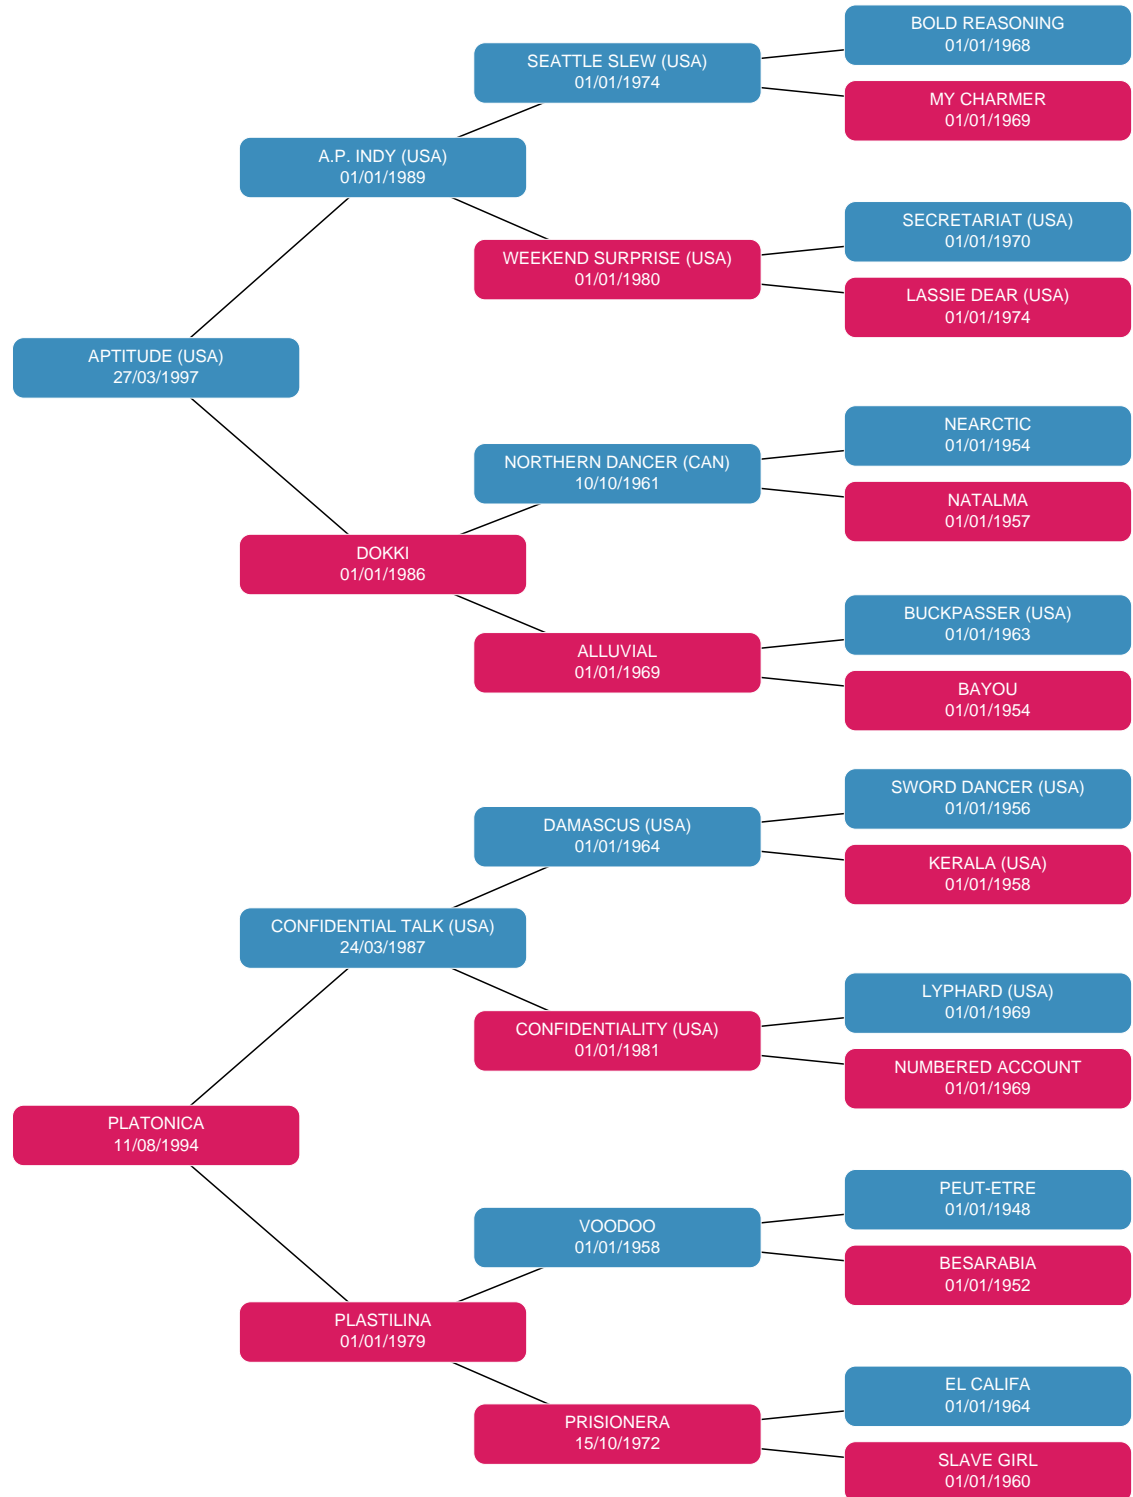 BOLD REASONING
01/01/1968
SEATTLE SLEW (USA)
01/01/1974
MY CHARMER
01/01/1969
A.P. INDY (USA)
01/01/1989
SECRETARIAT (USA)
01/01/1970
WEEKEND SURPRISE (USA)
01/01/1980
LASSIE DEAR (USA)
01/01/1974
APTITUDE (USA)
27/03/1997
NEARCTIC
01/01/1954
NORTHERN DANCER (CAN)
10/10/1961
NATALMA
01/01/1957
DOKKI
01/01/1986
BUCKPASSER (USA)
01/01/1963
ALLUVIAL
01/01/1969
BAYOU
01/01/1954
SWORD DANCER (USA)
01/01/1956
DAMASCUS (USA)
01/01/1964
KERALA (USA)
01/01/1958
CONFIDENTIAL TALK (USA)
24/03/1987
LYPHARD (USA)
01/01/1969
CONFIDENTIALITY (USA)
01/01/1981
NUMBERED ACCOUNT
01/01/1969
PLATONICA
11/08/1994
PEUT-ETRE
01/01/1948
VOODOO
01/01/1958
BESARABIA
01/01/1952
PLASTILINA
01/01/1979
EL CALIFA
01/01/1964
PRISIONERA
15/10/1972
SLAVE GIRL
01/01/1960